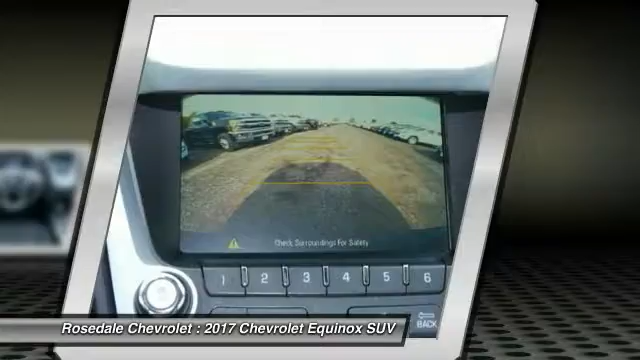 Check Surroundings For Safety
1 2 3 4 5 6
BACK
Rosedale Chevrolet : 2017 Chevrolet Equinox SUV